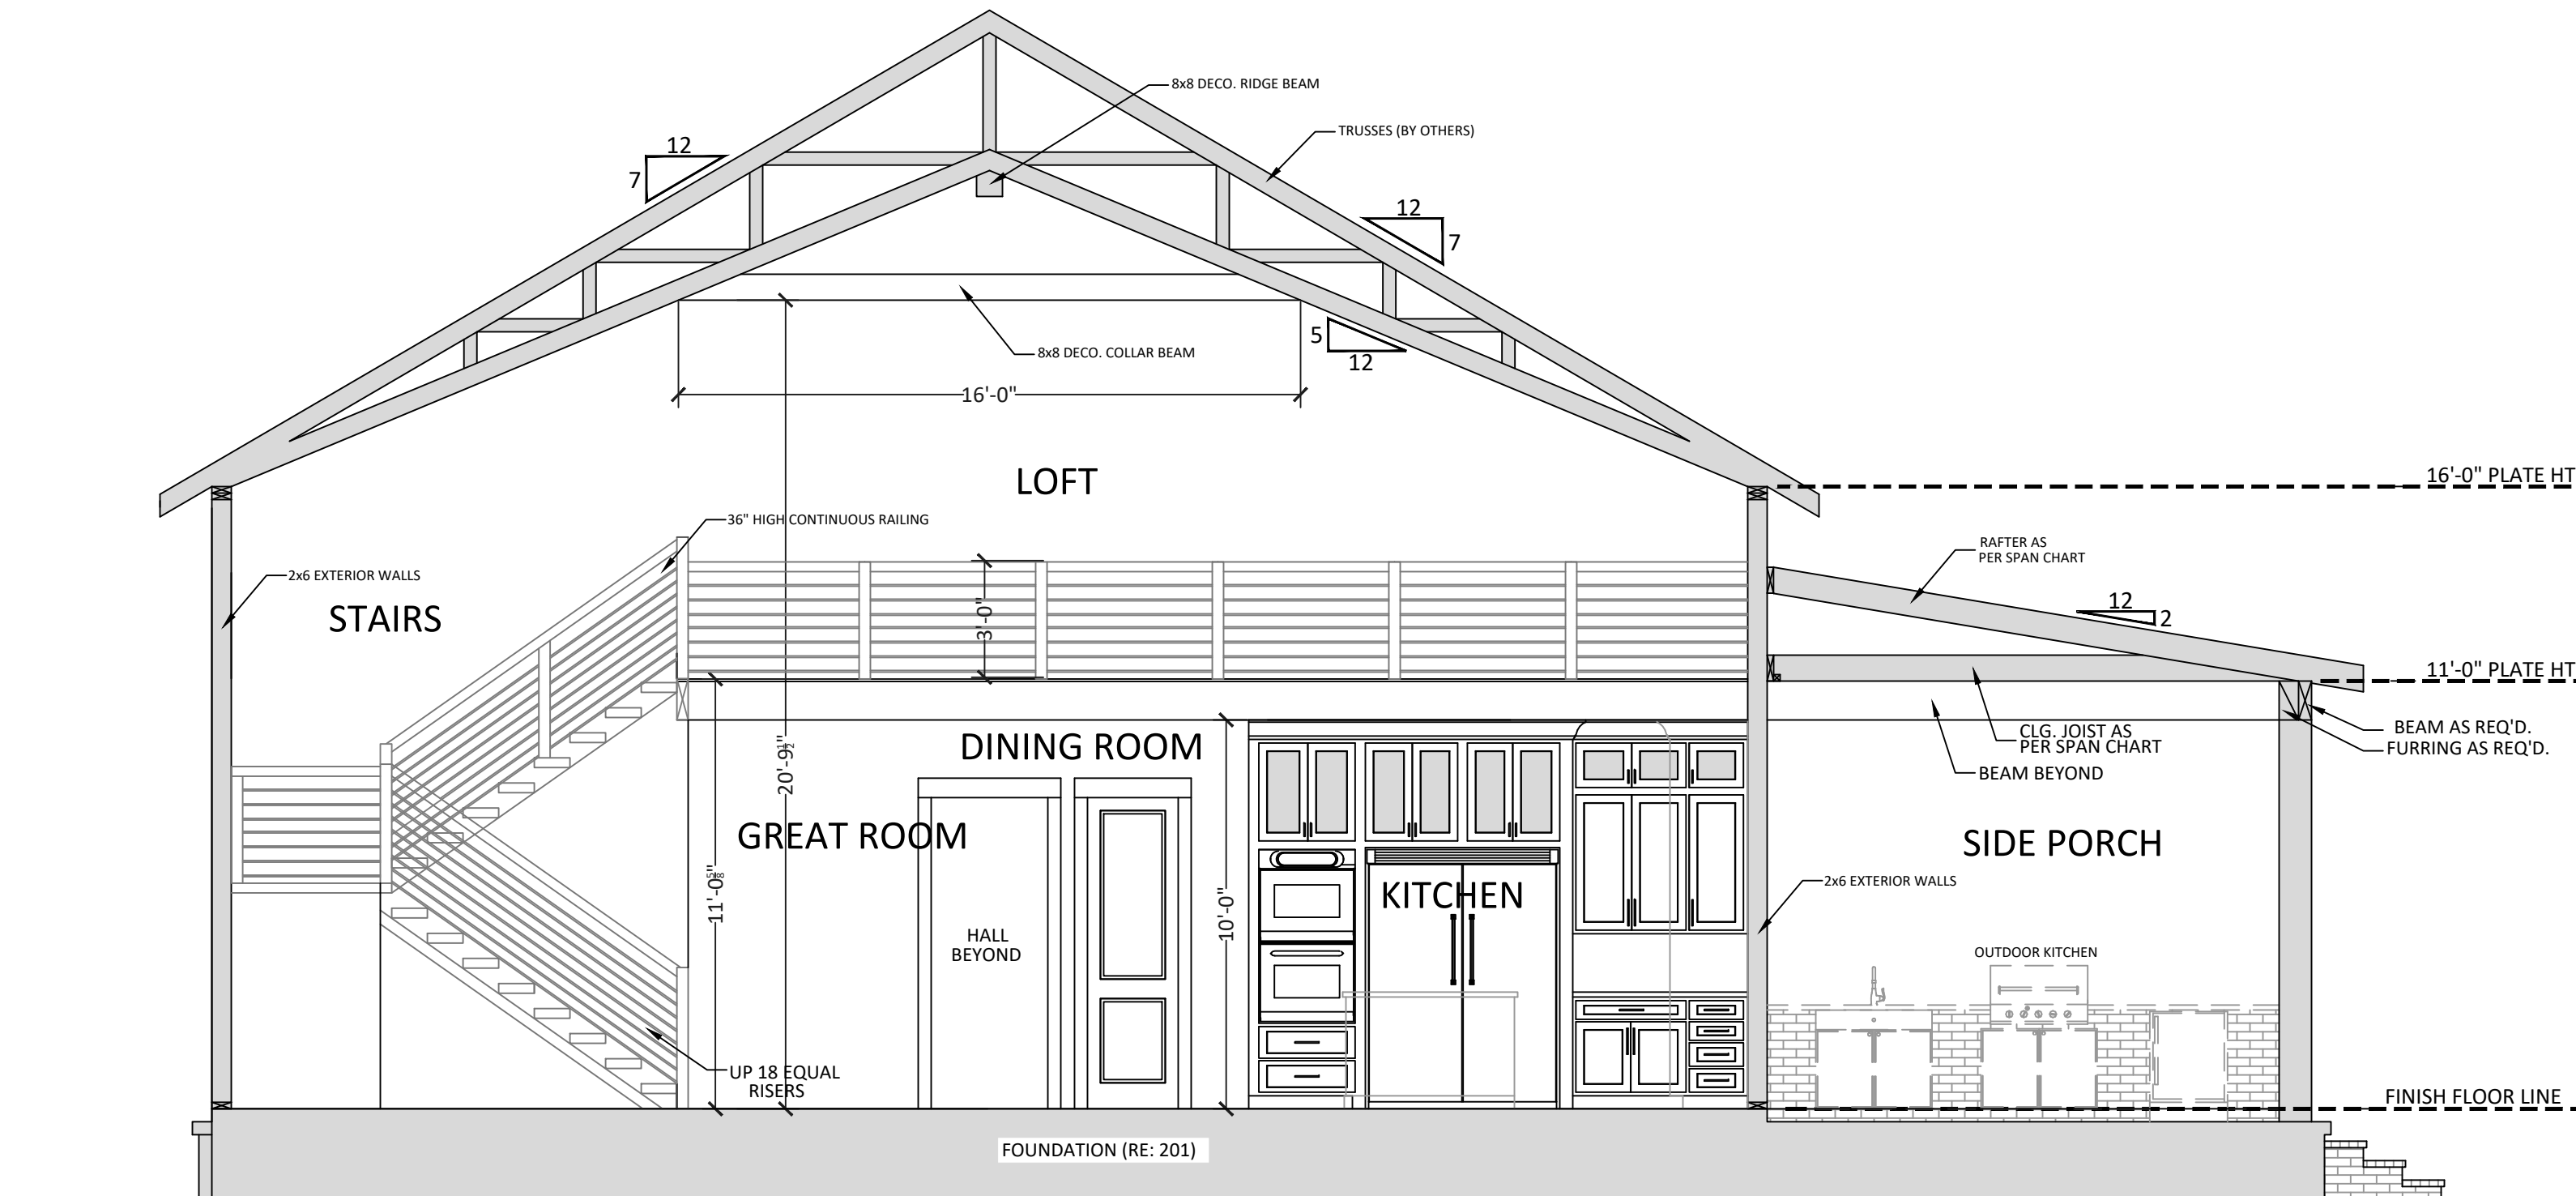 8x8 DECO. RIDGE BEAM
TRUSSES (BY OTHERS)
12
7
12
7
5
12
8x8 DECO. COLLAR BEAM
16'-0"
LOFT
16'-0" PLATE HT
36" HIGH CONTINUOUS RAILING
RAFTER AS
PER SPAN CHART
2x6 EXTERIOR WALLS
STAIRS
3'-0"
12
2
11'-0" PLATE HT
BEAM AS REQ'D.
FURRING AS REQ'D.
CLG. JOIST AS
PER SPAN CHART
BEAM BEYOND
DINING ROOM
20'-9½"
GREAT ROOM
SIDE PORCH
11'-0⅝"
10'-0"
KITCHEN
2x6 EXTERIOR WALLS
HALL
BEYOND
OUTDOOR KITCHEN
UP 18 EQUAL
RISERS
FINISH FLOOR LINE
FOUNDATION (RE: 201)